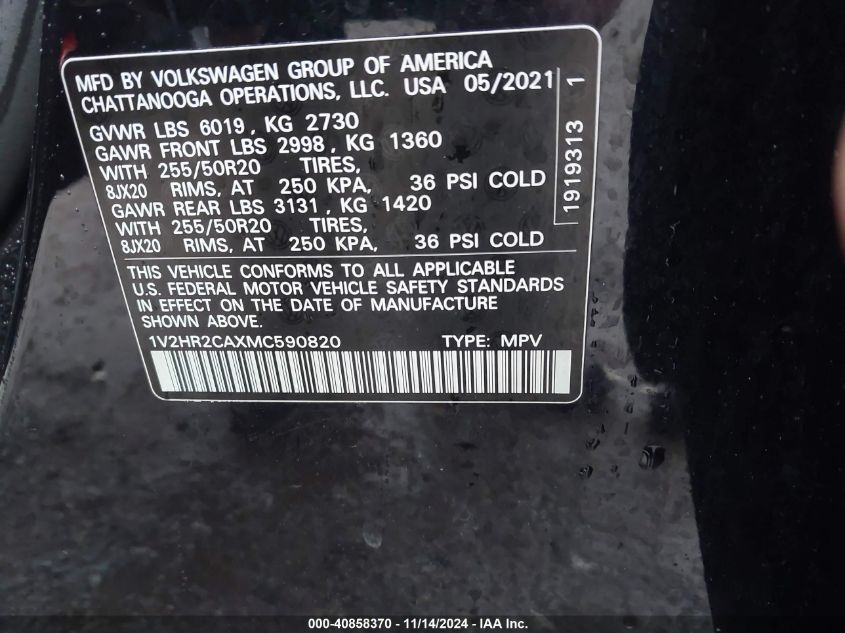 MFD BY VOLKSWAGEN GROUP OF AMERICA
CHATTANOOGA OPERATIONS, LLC. USA 05/2021
GVWR LBS 6019, KG 2730
GAWR FRONT LBS 2998, KG 1360
WITH 255/50R20 TIRES,
8JX20 RIMS, AT 250 KPA, 36 PSI COLD
GAWR REAR LBS 3131, KG 1420
WITH 255/50R20 TIRES,
8JX20 RIMS, AT 250 KPA, 36 PSI COLD
1919313 1
THIS VEHICLE CONFORMS TO ALL APPLICABLE
U.S. FEDERAL MOTOR VEHICLE SAFETY STANDARDS
IN EFFECT ON THE DATE OF MANUFACTURE
SHOWN ABOVE.
1V2HR2CAXMC590820 TYPE: MPV
000-40858370 - 11/14/2024 - IAA Inc.